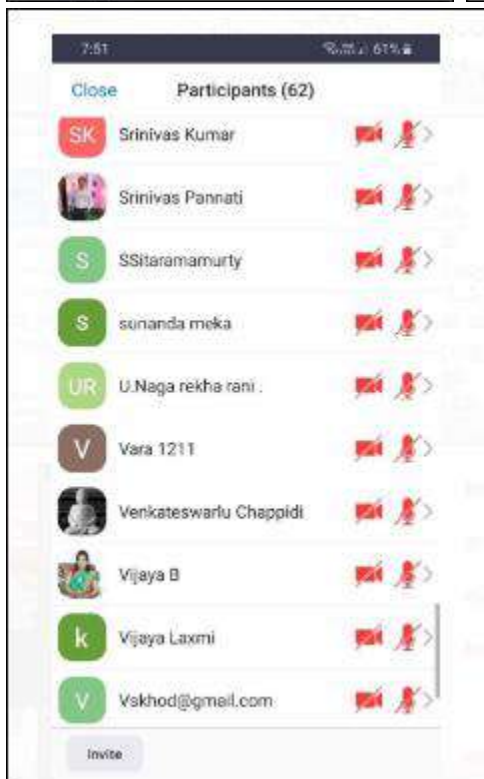 7:51 61%
Close Participants (62)
SK Srinivas Kumar
Srinivas Pannati
S SSitaramamurty
s sunanda meka
UR U.Naga rekha rani .
V Vara 1211
Venkateswarlu Chappidi
Vijaya B
k Vijaya Laxmi
V Vskhod@gmail.com
Invite